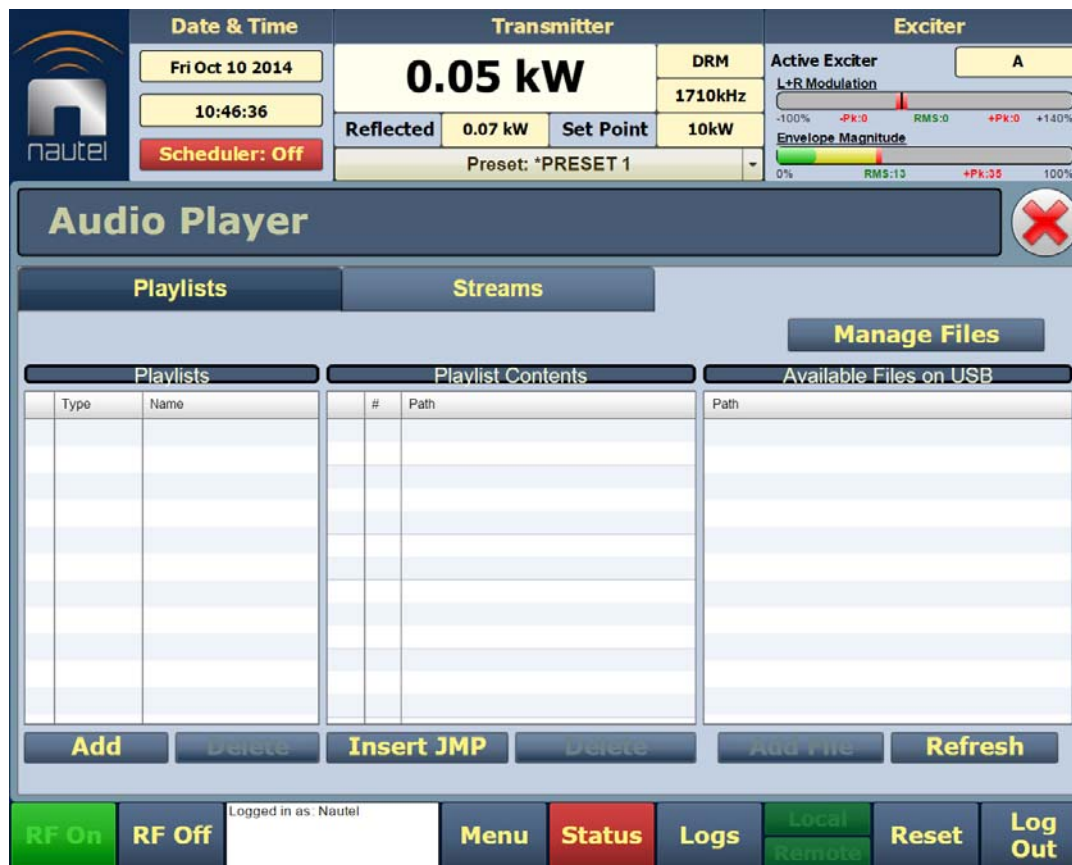 Date & Time
Transmitter
Exciter
nautel
Fri Oct 10 2014
10:46:36
Scheduler: Off
0.05 kW
DRM
1710kHz
Reflected
0.07 kW
Set Point
10kW
Preset: *PRESET 1
Active Exciter
A
L+R Modulation
-100%
-Pk:0
RMS:0
+Pk:0
+140%
Envelope Magnitude
0%
RMS:13
+Pk:35
100%
Audio Player
Playlists
Streams
Manage Files
Playlists
Playlist Contents
Available Files on USB
Type
Name
#
Path
Path
Add
Delete
Insert JMP
Delete
Add File
Refresh
RF On
RF Off
Logged in as: Nautel
Menu
Status
Logs
Local
Remote
Reset
Log
Out